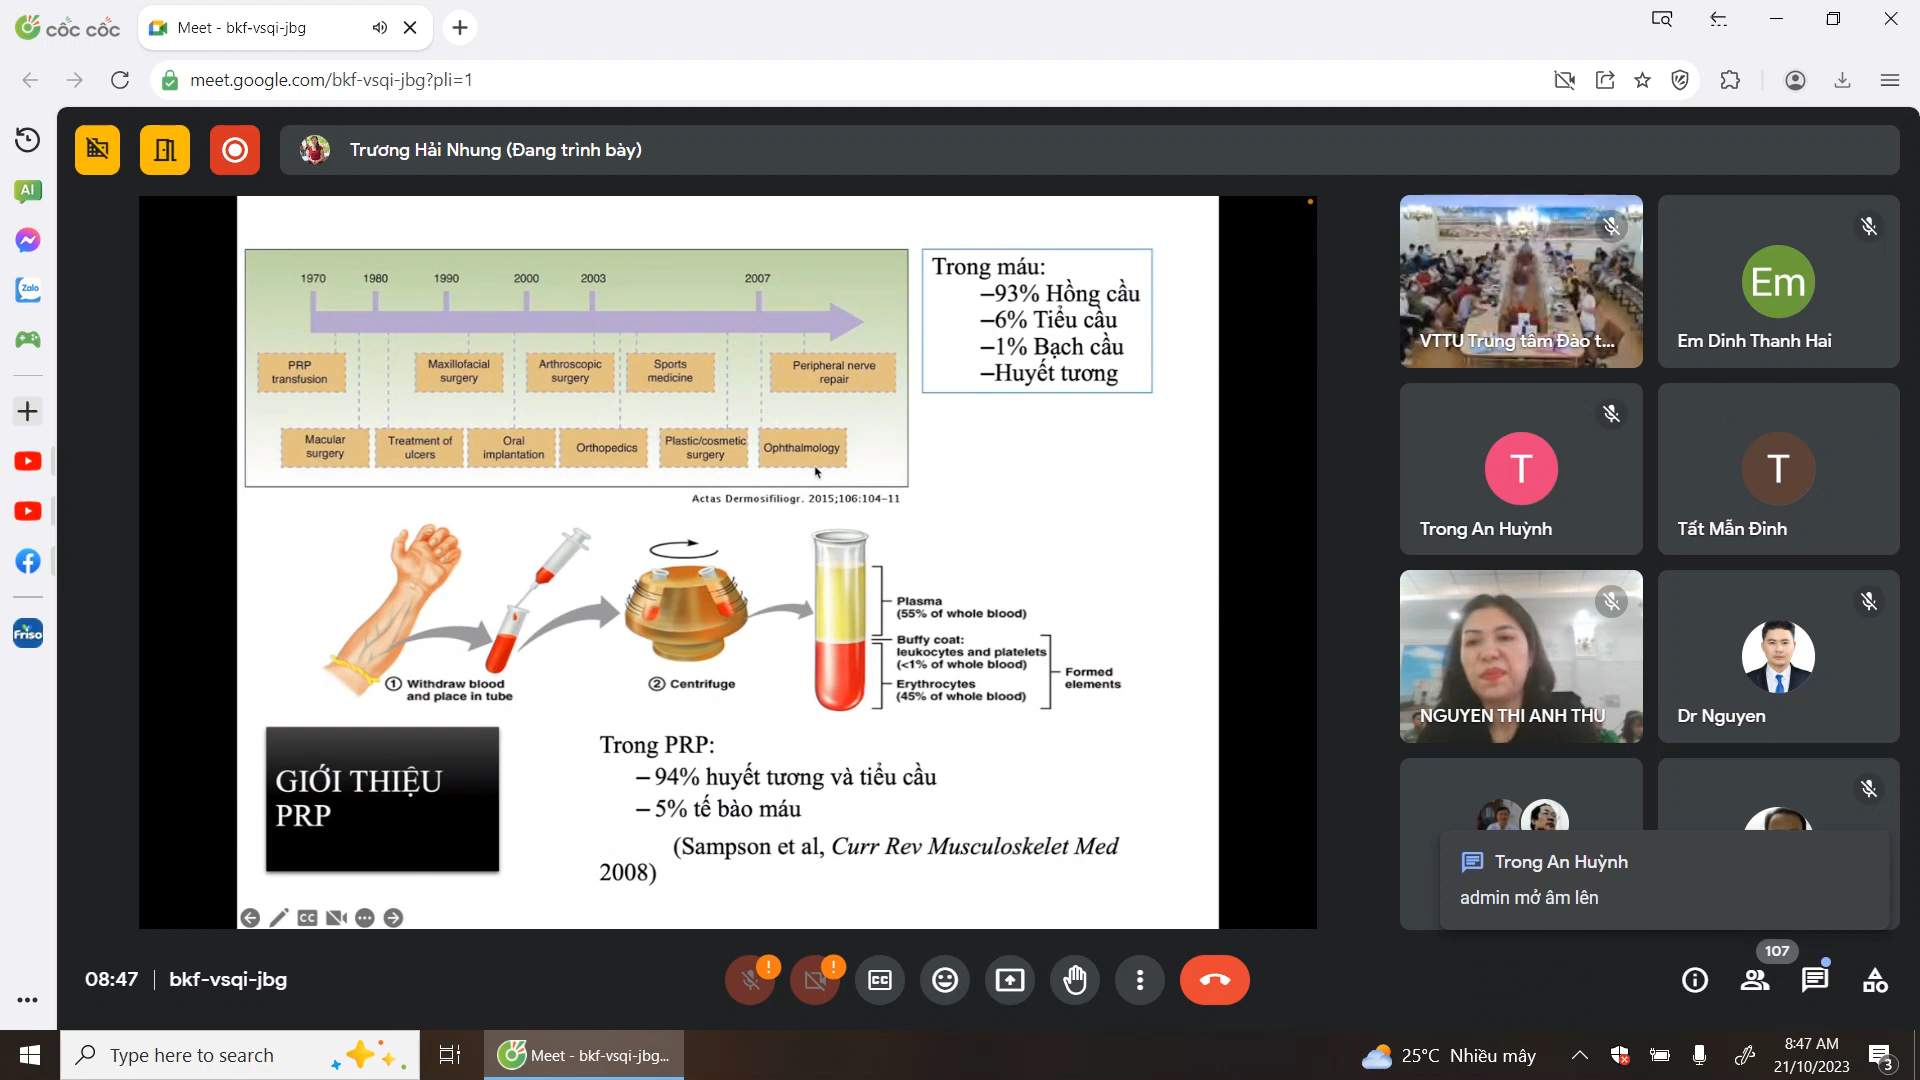 cốc cốc
Meet - bkf-vsqi-jbg
meet.google.com/bkf-vsqi-jbg?pli=1
Trương Hải Nhung (Đang trình bày)
AI
Zalo
Friso
1970 1980 1990 2000 2003 2007
PRP
transfusion
Maxillofacial
surgery
Arthroscopic
surgery
Sports
medicine
Peripheral nerve
repair
Macular
surgery
Treatment of
ulcers
Oral
implantation
Orthopedics
Plastic/cosmetic
surgery
Ophthalmology
Actas Dermosifiliogr. 2015;106:104-11
Trong máu:
–93% Hồng cầu
–6% Tiểu cầu
–1% Bạch cầu
–Huyết tương
① Withdraw blood
and place in tube
② Centrifuge
Plasma
(55% of whole blood)
Buffy coat:
leukocytes and platelets
(<1% of whole blood)
Erythrocytes
(45% of whole blood)
Formed
elements
GIỚI THIỆU
PRP
Trong PRP:
– 94% huyết tương và tiểu cầu
– 5% tế bào máu
(Sampson et al, Curr Rev Musculoskelet Med
2008)
CC
VTTU Trung tâm Đào t...
Em
Em Dinh Thanh Hai
T
Trong An Huỳnh
T
Tất Mẫn Đinh
NGUYEN THI ANH THU
Dr Nguyen
Trong An Huỳnh
admin mở âm lên
08:47 | bkf-vsqi-jbg
!
!
CC
107
Type here to search
Meet - bkf-vsqi-jbg...
25°C Nhiều mây
8:47 AM
21/10/2023
3